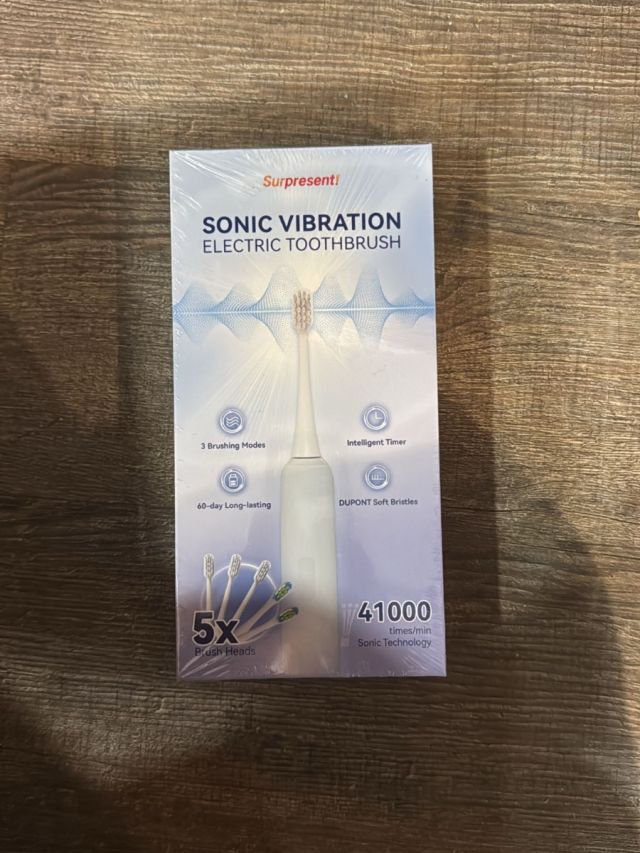 Surpresent!
SONIC VIBRATION
ELECTRIC TOOTHBRUSH
3 Brushing Modes
Intelligent Timer
60-day Long-lasting
DUPONT Soft Bristles
5x
Brush Heads
41000
times/min
Sonic Technology